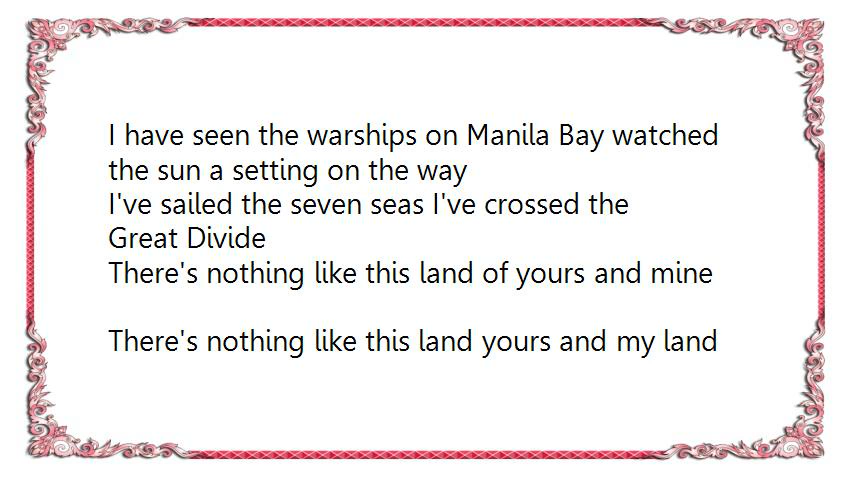 I have seen the warships on Manila Bay watched
the sun a setting on the way
I've sailed the seven seas I've crossed the
Great Divide
There's nothing like this land of yours and mine
There's nothing like this land yours and my land